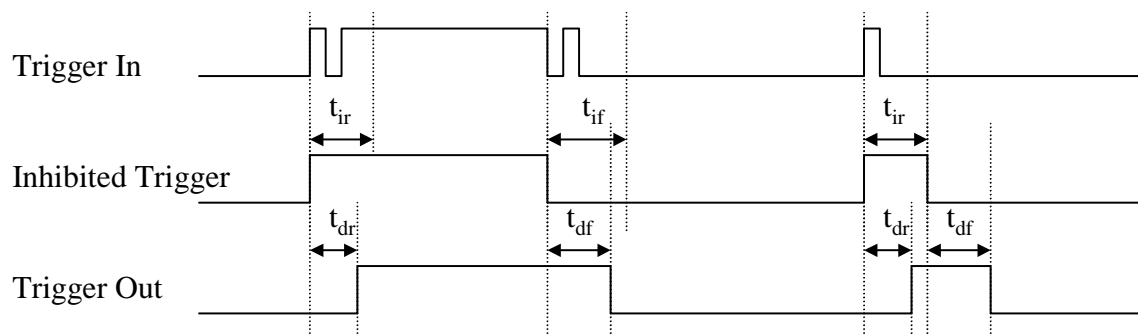 Trigger In
t_ir t_if t_ir
Inhibited Trigger
t_dr t_df t_dr t_df
Trigger Out